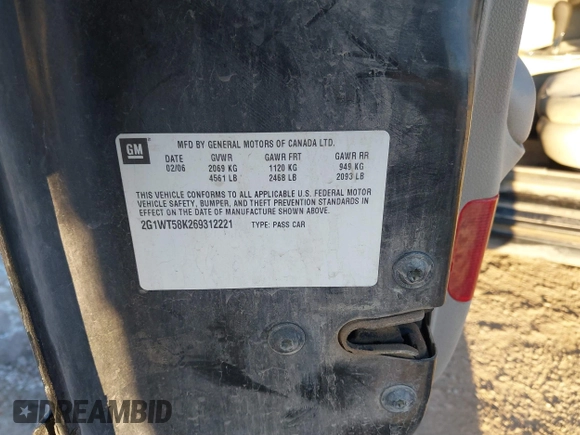 GM
MFD BY GENERAL MOTORS OF CANADA LTD.
DATE GVWR GAWR FRT GAWR RR
02/06 2069 KG 1120 KG 949 KG
4561 LB 2468 LB 2093 LB
THIS VEHICLE CONFORMS TO ALL APPLICABLE U.S. FEDERAL MOTOR
VEHICLE SAFETY, BUMPER, AND THEFT PREVENTION STANDARDS
IN EFFECT ON THE DATE OF MANUFACTURE SHOWN ABOVE.
2G1WT58K269312221 TYPE: PASS CAR
DREAMBID